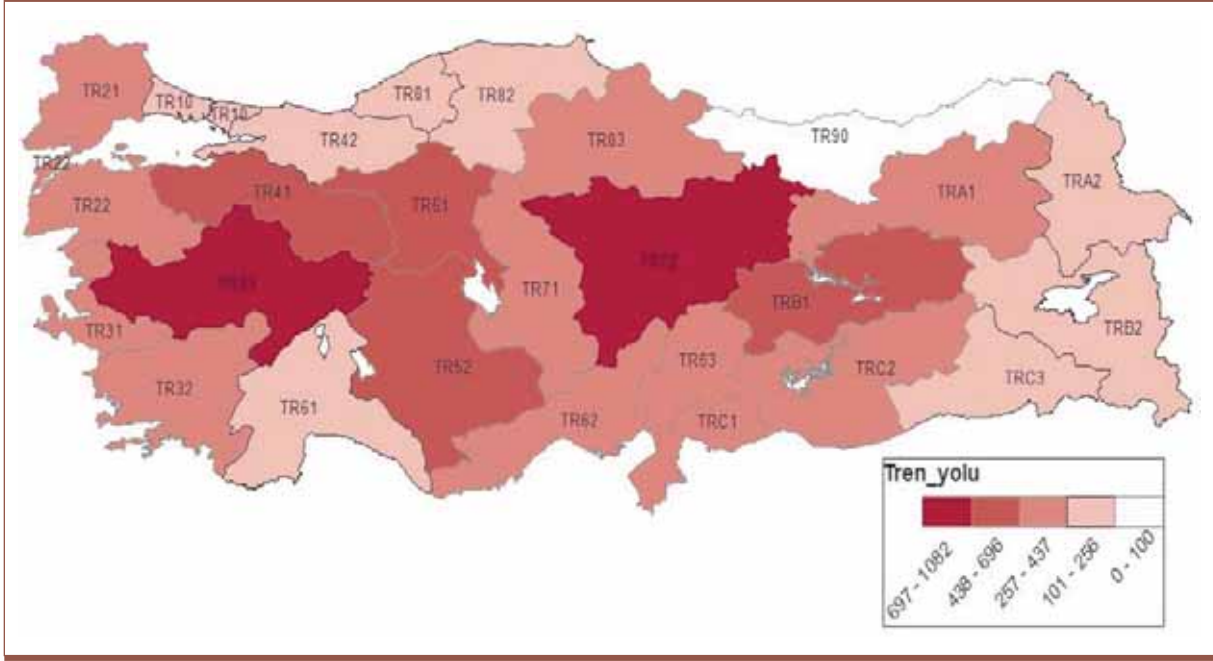 TR21
TR10
TR10
TR81
TR82
TR42
TR83
TR90
TRA1
TRA2
TR22
TR22
TR41
TR51
TR71
TRB1
TRB2
TR31
TR32
TR52
TR61
TR62
TR63
TRC1
TRC2
TRC3
Tren_yolu
697 - 1082
438 - 696
257 - 437
101 - 256
0 - 100